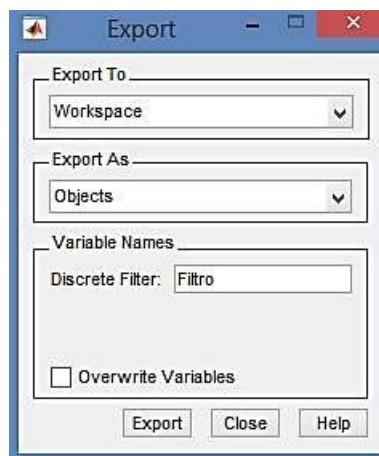 Export
Export To
Workspace
Export As
Objects
Variable Names
Discrete Filter: Filtro
Overwrite Variables
Export Close Help